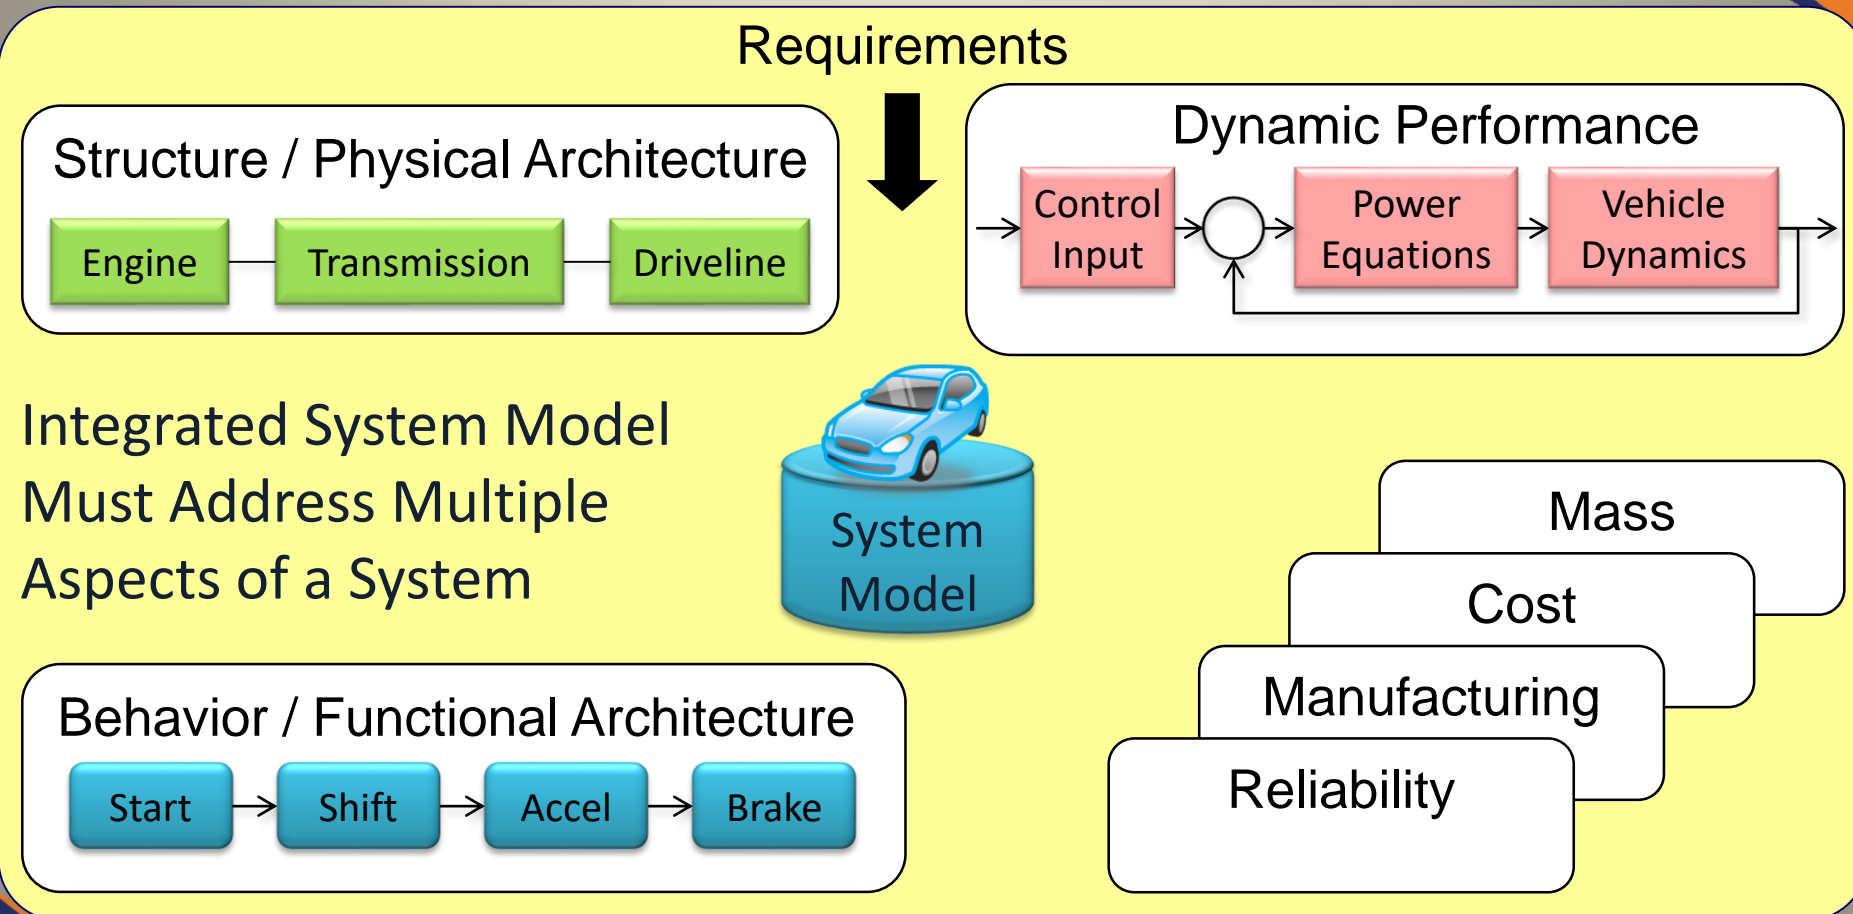 Requirements
Structure / Physical Architecture
Engine
Transmission
Driveline
Dynamic Performance
Control
Input
Power
Equations
Vehicle
Dynamics
Integrated System Model
Must Address Multiple
Aspects of a System
System
Model
Mass
Cost
Manufacturing
Reliability
Behavior / Functional Architecture
Start
Shift
Accel
Brake